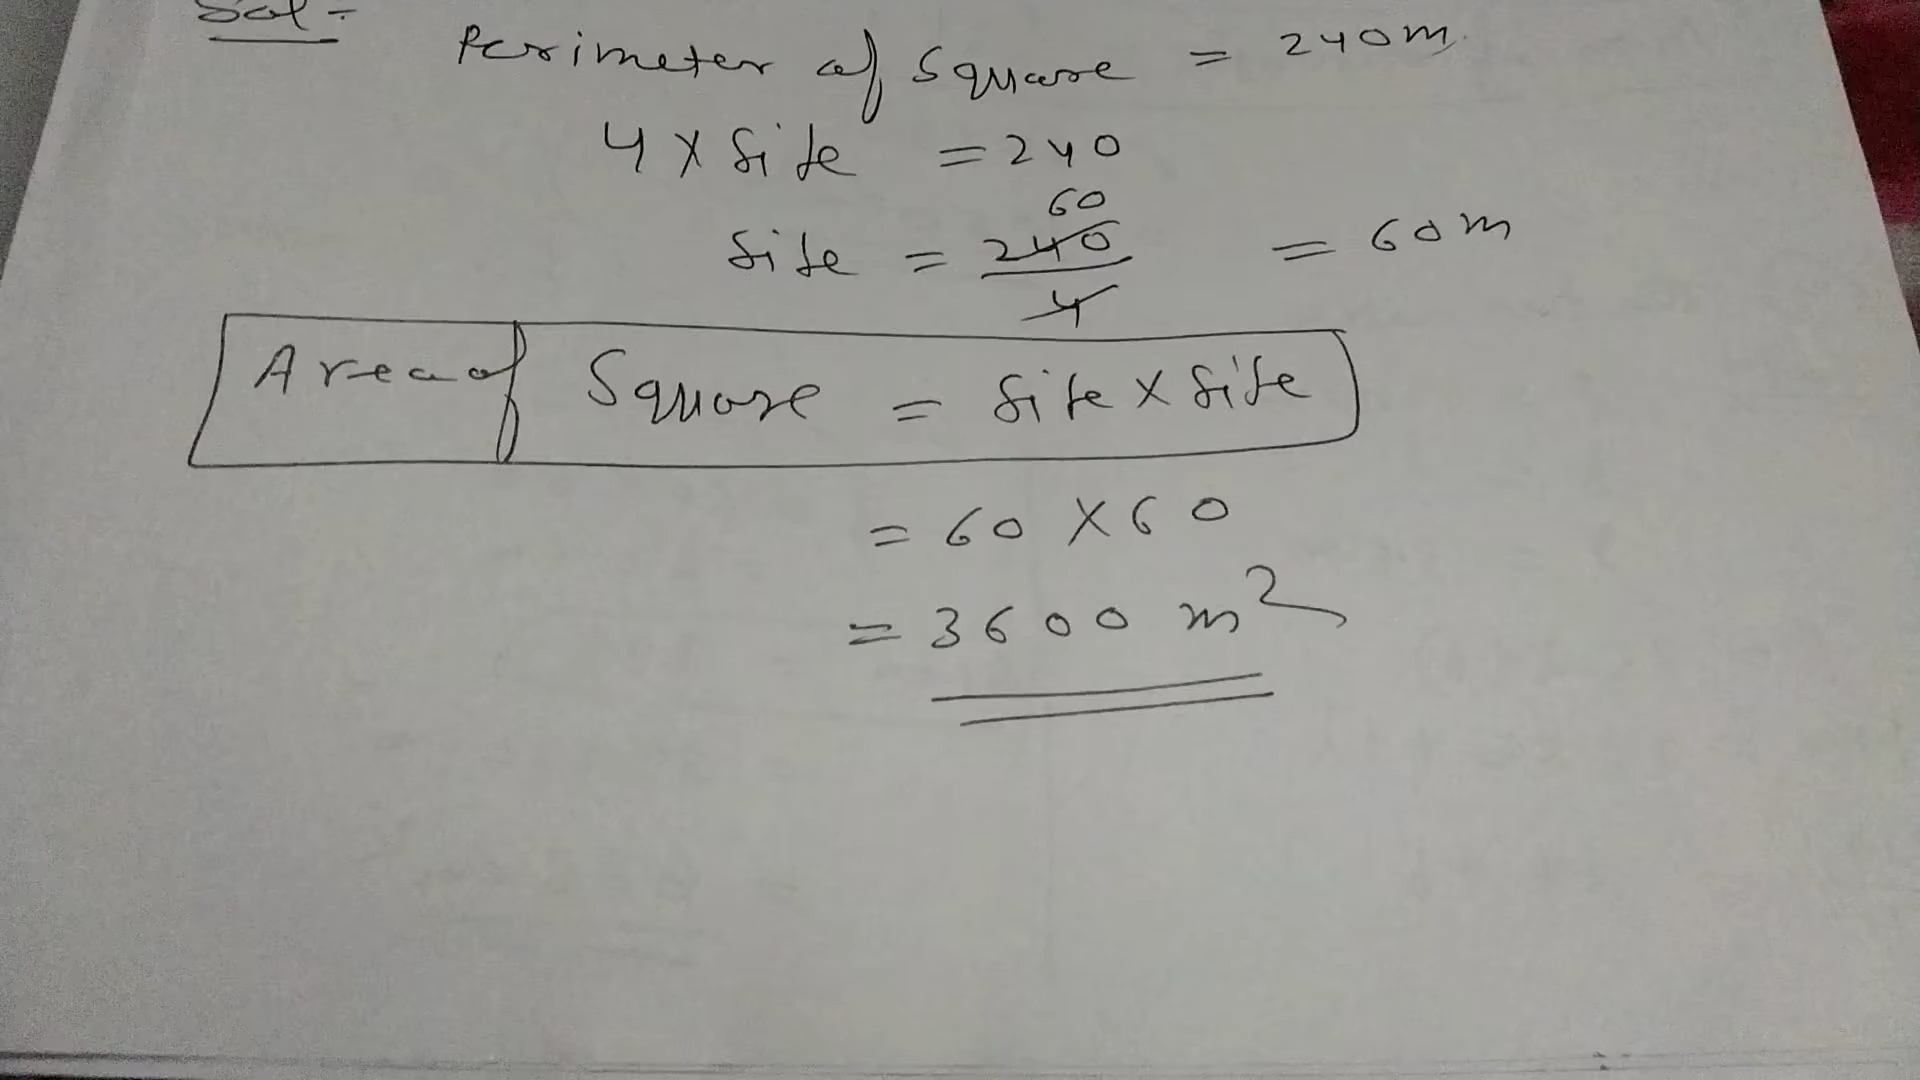 Sol :-
Perimeter of Square = 240m.
4 × Side = 240
Side = 240/4 60 = 60m
Area of Square = Side × Side
= 60 × 60
= 3600 m²